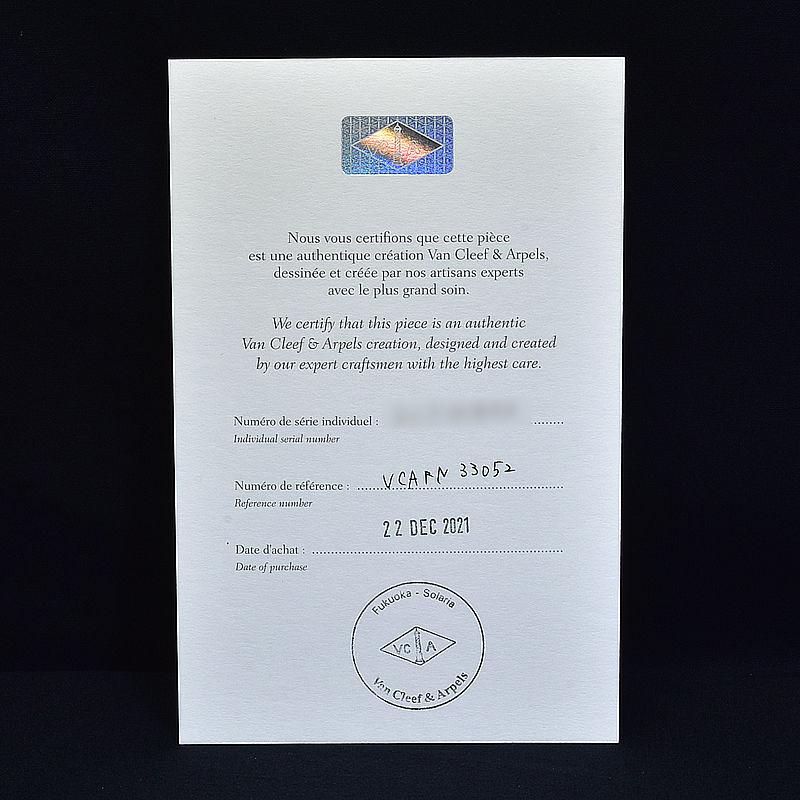 VCA
Nous vous certifions que cette pièce
est une authentique création Van Cleef & Arpels,
dessinée et créée par nos artisans experts
avec le plus grand soin.
We certify that this piece is an authentic
Van Cleef & Arpels creation, designed and created
by our expert craftsmen with the highest care.
Numéro de série individuel :
Individual serial number
Numéro de référence : VCARN 33052
Reference number
22 DEC 2021
Date d'achat :
Date of purchase
Fukuoka - Solaria
VC A
Van Cleef & Arpels